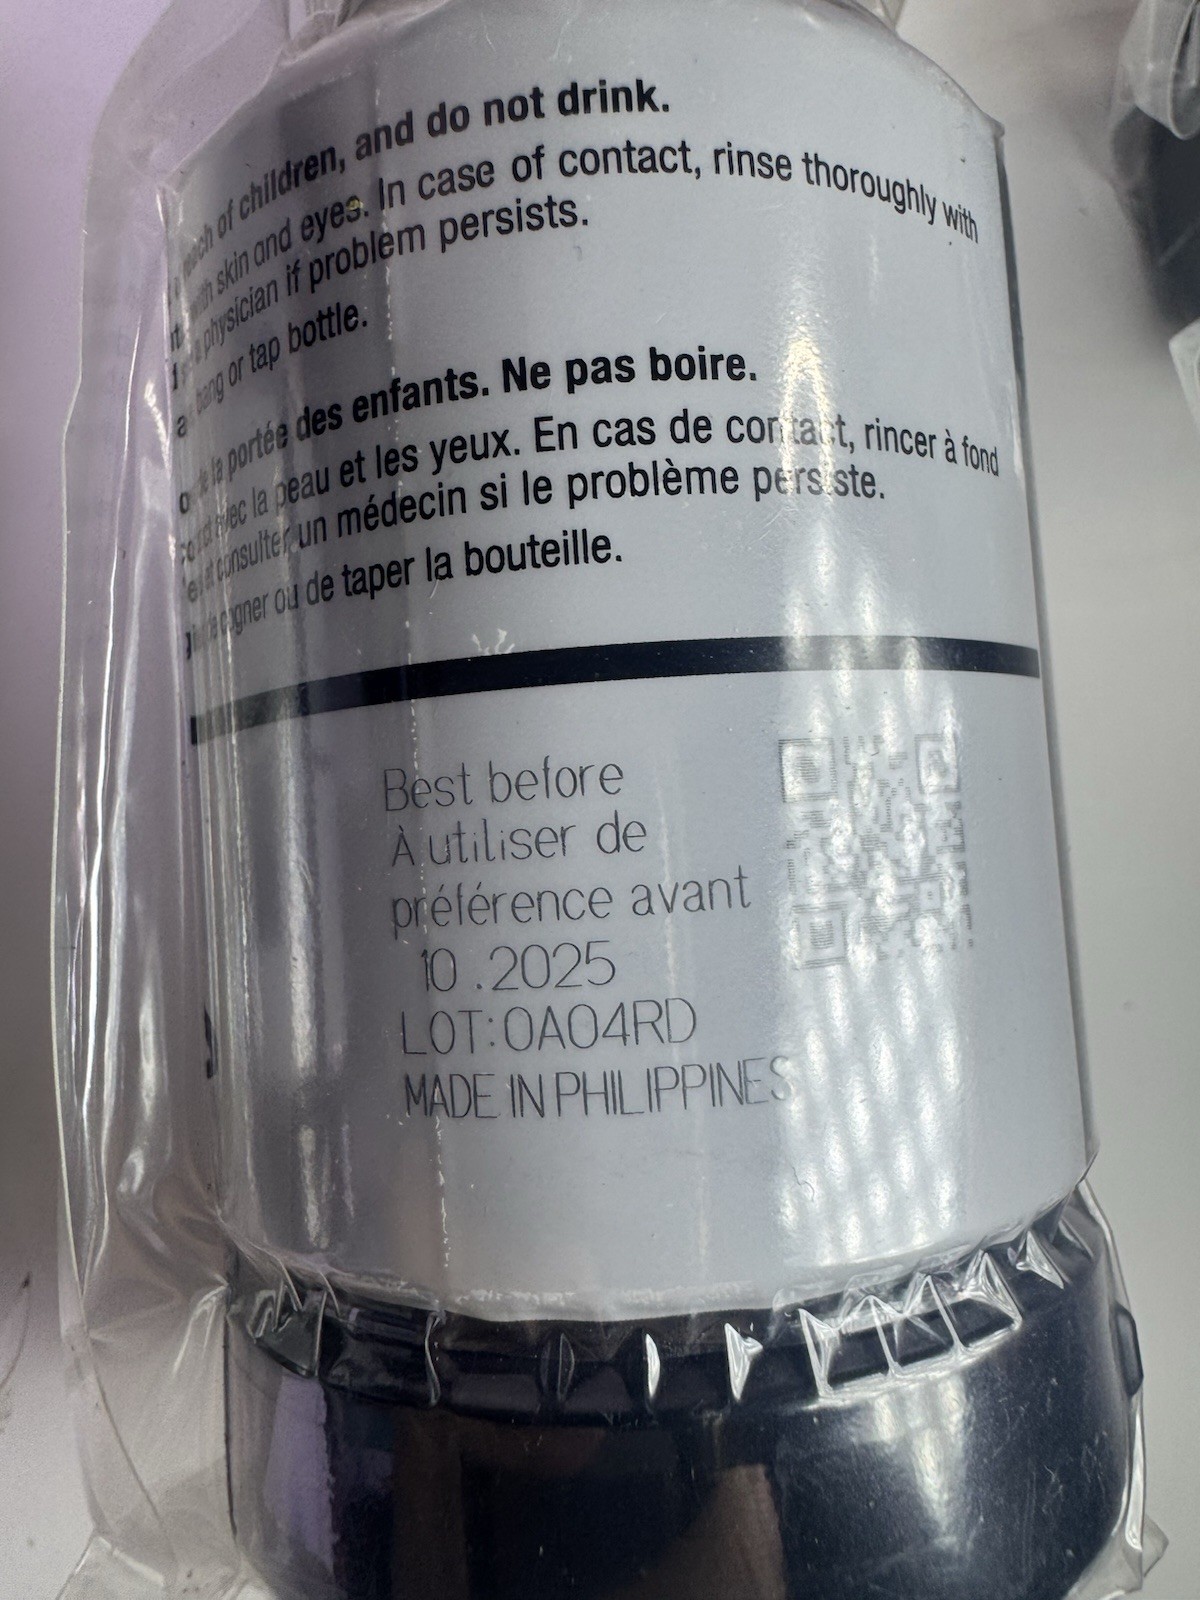 reach of children, and do not drink.
with skin and eyes. In case of contact, rinse thoroughly with
a physician if problem persists.
bang or tap bottle.
la portée des enfants. Ne pas boire.
avec la peau et les yeux. En cas de contact, rincer à fond
et consulter un médecin si le problème persiste.
cogner ou de taper la bouteille.
Best before
À utiliser de
préférence avant
10 .2025
LOT:0A04RD
MADE IN PHILIPPINES